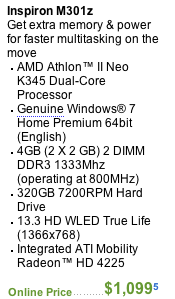 Inspiron M301z
Get extra memory & power
for faster multitasking on the
move
• AMD Athlon™ II Neo
K345 Dual-Core
Processor
• Genuine Windows® 7
Home Premium 64bit
(English)
• 4GB (2 X 2 GB) 2 DIMM
DDR3 1333Mhz
(operating at 800MHz)
• 320GB 7200RPM Hard
Drive
• 13.3 HD WLED True Life
(1366x768)
• Integrated ATI Mobility
Radeon™ HD 4225
Online Price..........$1,099⁵